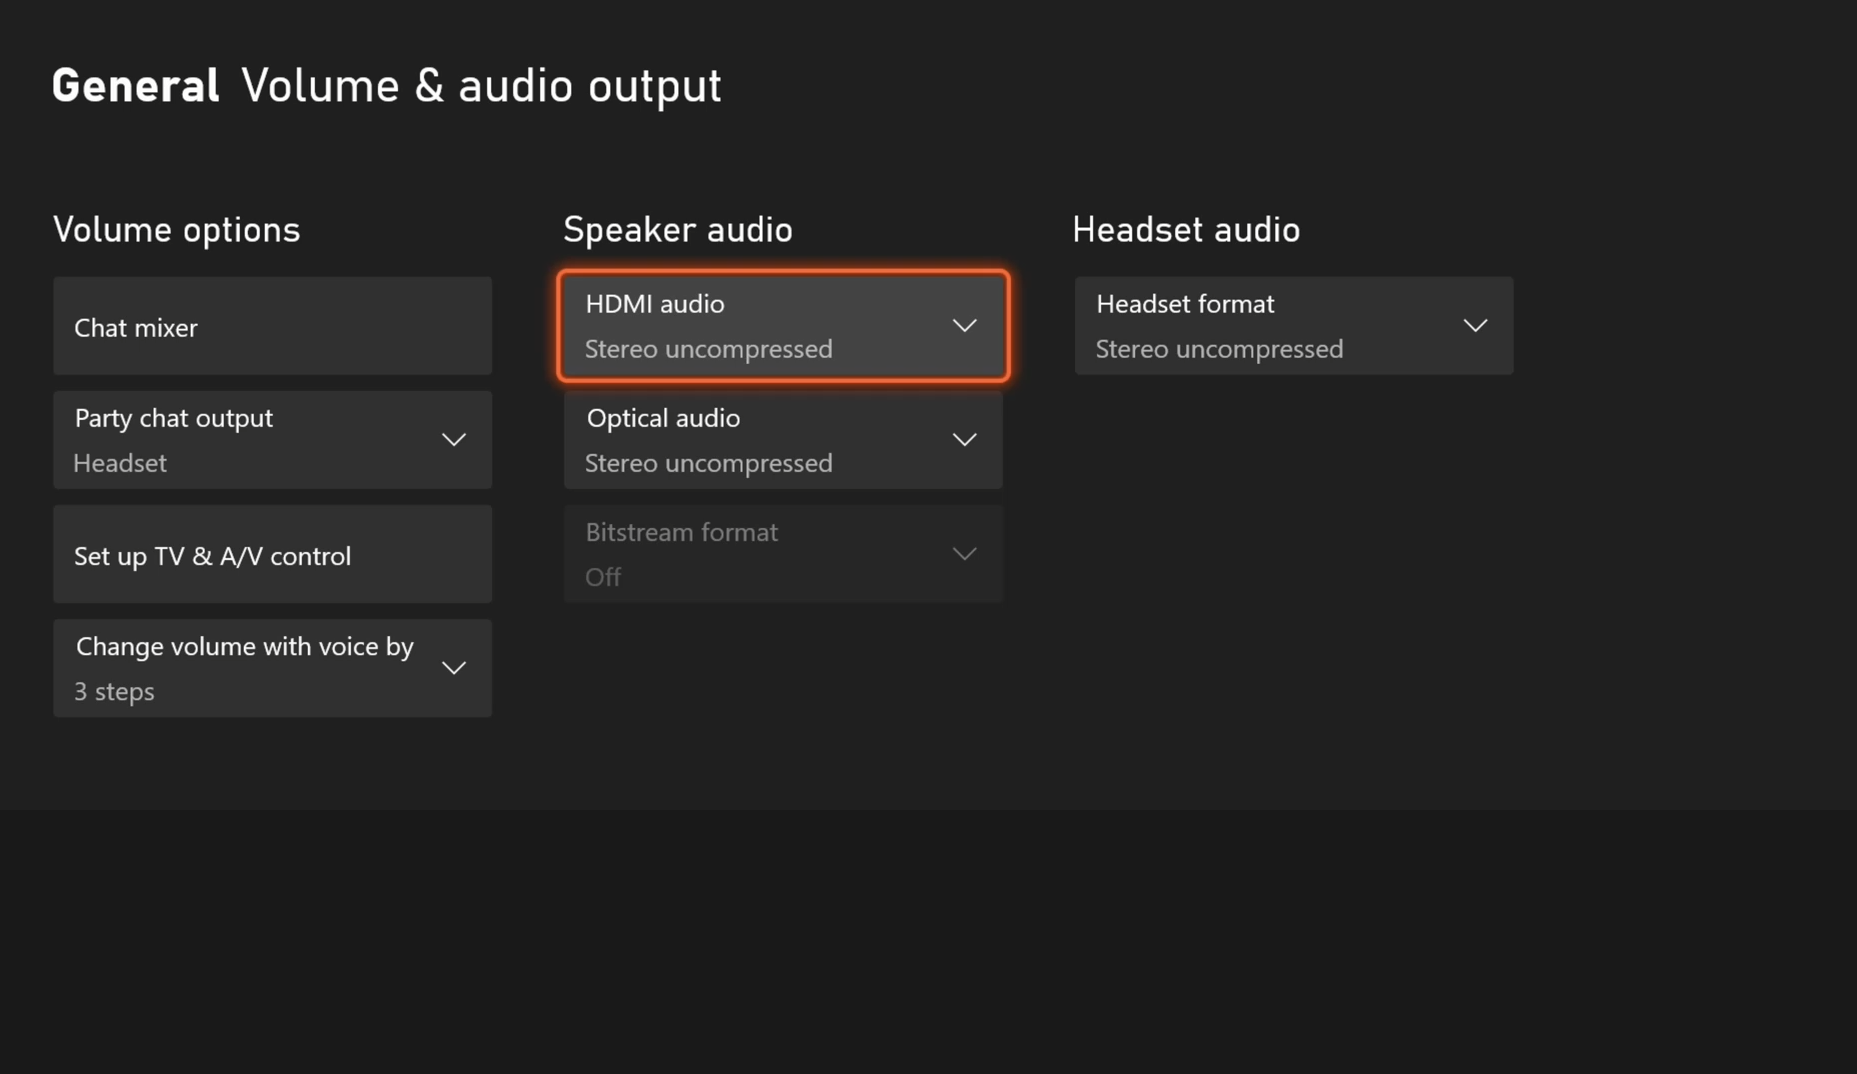 General Volume & audio output
Volume options
Chat mixer
Party chat output
Headset
Set up TV & A/V control
Change volume with voice by
3 steps
Speaker audio
HDMI audio
Stereo uncompressed
Optical audio
Stereo uncompressed
Bitstream format
Off
Headset audio
Headset format
Stereo uncompressed